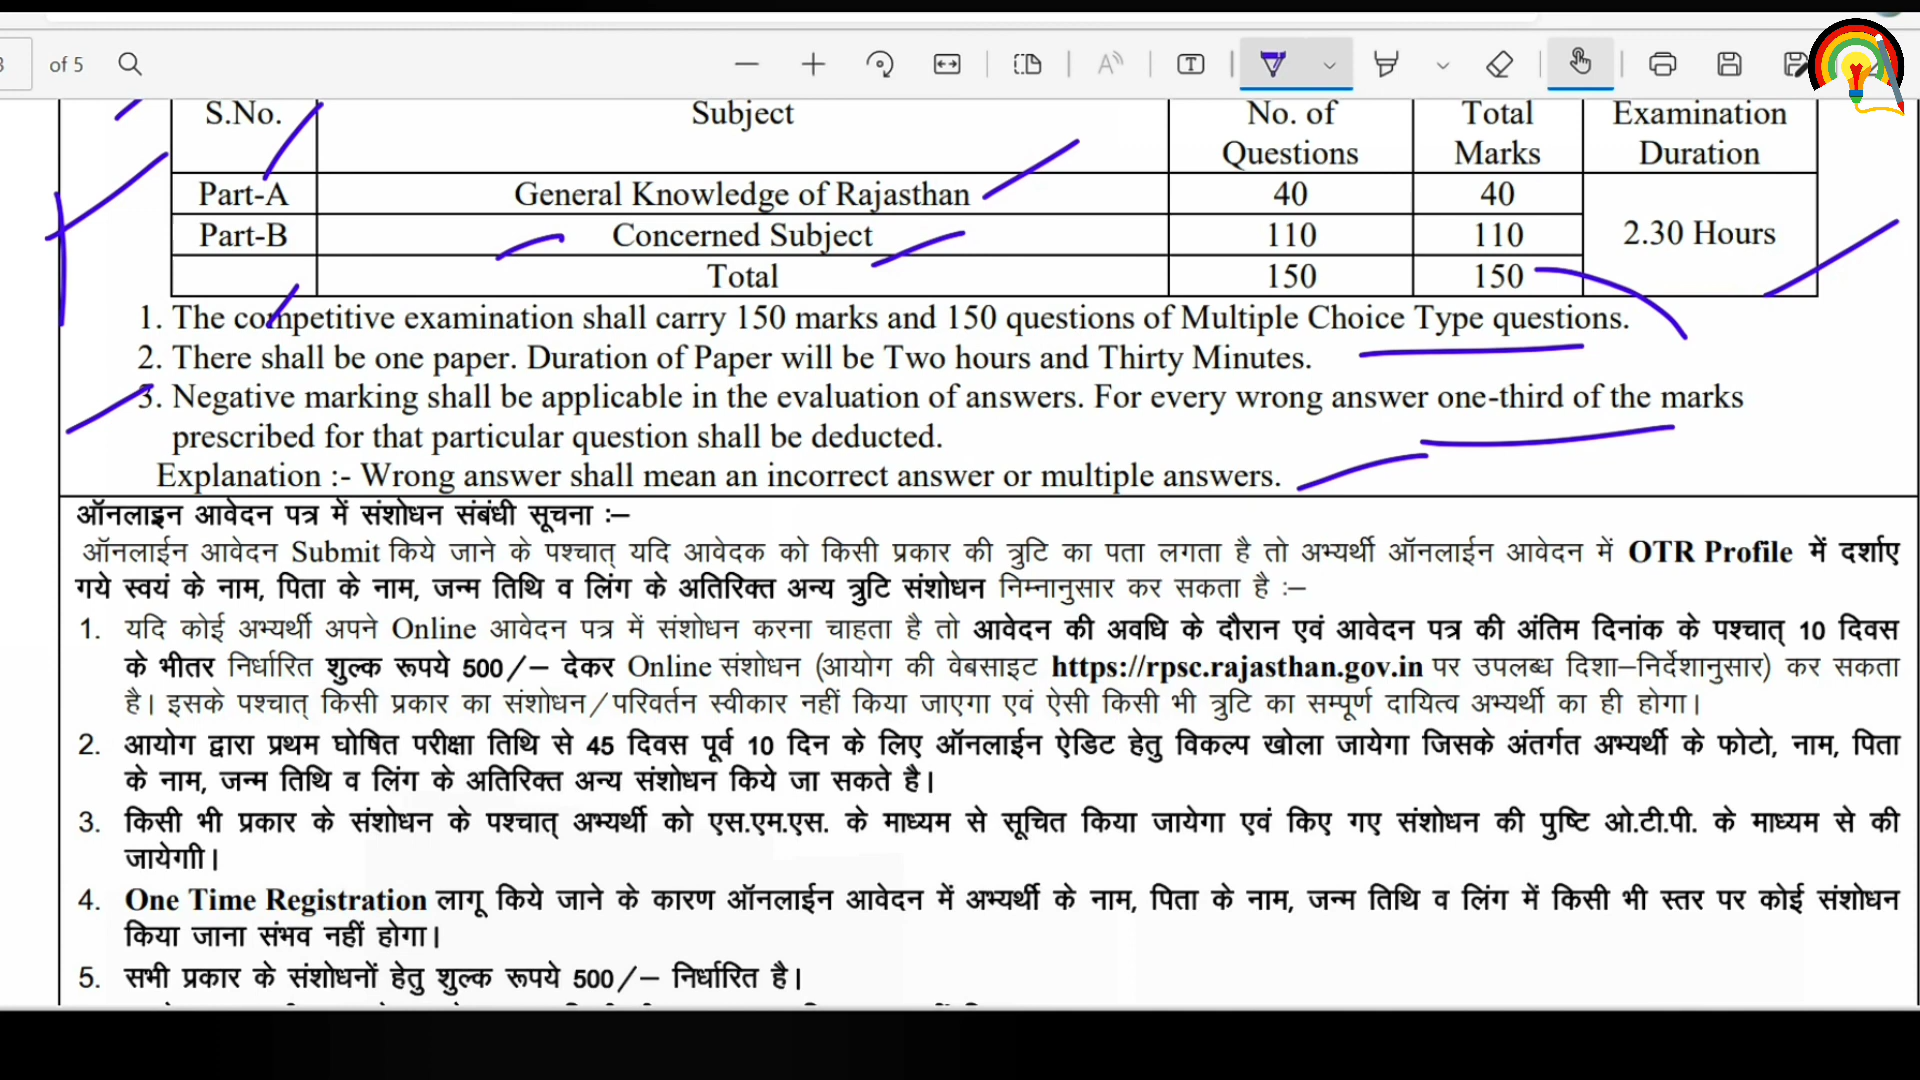 of 5
S.No. Subject No. of Questions Total Marks Examination Duration
Part-A General Knowledge of Rajasthan 40 40 2.30 Hours
Part-B Concerned Subject 110 110
Total 150 150
1. The competitive examination shall carry 150 marks and 150 questions of Multiple Choice Type questions.
2. There shall be one paper. Duration of Paper will be Two hours and Thirty Minutes.
3. Negative marking shall be applicable in the evaluation of answers. For every wrong answer one-third of the marks
prescribed for that particular question shall be deducted.
Explanation :- Wrong answer shall mean an incorrect answer or multiple answers.
ऑनलाइन आवेदन पत्र में संशोधन संबंधी सूचना :–
ऑनलाईन आवेदन Submit किये जाने के पश्चात् यदि आवेदक को किसी प्रकार की त्रुटि का पता लगता है तो अभ्यर्थी ऑनलाईन आवेदन में OTR Profile में दर्शाए
गये स्वयं के नाम, पिता के नाम, जन्म तिथि व लिंग के अतिरिक्त अन्य त्रुटि संशोधन निम्नानुसार कर सकता है :–
1. यदि कोई अभ्यर्थी अपने Online आवेदन पत्र में संशोधन करना चाहता है तो आवेदन की अवधि के दौरान एवं आवेदन पत्र की अंतिम दिनांक के पश्चात् 10 दिवस
के भीतर निर्धारित शुल्क रूपये 500/– देकर Online संशोधन (आयोग की वेबसाइट https://rpsc.rajasthan.gov.in पर उपलब्ध दिशा–निर्देशानुसार) कर सकता
है। इसके पश्चात् किसी प्रकार का संशोधन/परिवर्तन स्वीकार नहीं किया जाएगा एवं ऐसी किसी भी त्रुटि का सम्पूर्ण दायित्व अभ्यर्थी का ही होगा।
2. आयोग द्वारा प्रथम घोषित परीक्षा तिथि से 45 दिवस पूर्व 10 दिन के लिए ऑनलाईन ऐडिट हेतु विकल्प खोला जायेगा जिसके अंतर्गत अभ्यर्थी के फोटो, नाम, पिता
के नाम, जन्म तिथि व लिंग के अतिरिक्त अन्य संशोधन किये जा सकते है।
3. किसी भी प्रकार के संशोधन के पश्चात् अभ्यर्थी को एस.एम.एस. के माध्यम से सूचित किया जायेगा एवं किए गए संशोधन की पुष्टि ओ.टी.पी. के माध्यम से की
जायेगाी।
4. One Time Registration लागू किये जाने के कारण ऑनलाईन आवेदन में अभ्यर्थी के नाम, पिता के नाम, जन्म तिथि व लिंग में किसी भी स्तर पर कोई संशोधन
किया जाना संभव नहीं होगा।
5. सभी प्रकार के संशोधनों हेतु शुल्क रूपये 500/– निर्धारित है।